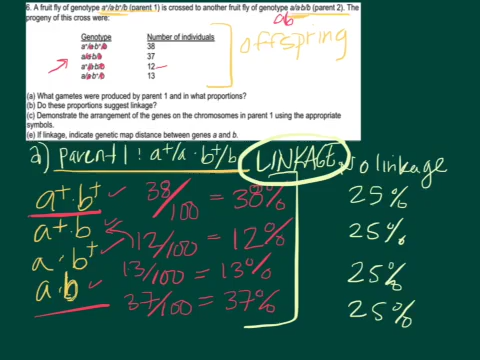 6. A fruit fly of genotype a⁺/a·b⁺/b (parent 1) is crossed to another fruit fly of genotype a/a·b/b (parent 2). The
ab
progeny of this cross were:
offspring
Genotype Number of individuals
a⁺/a·b⁺/b 38
a/a·b/b 37
a⁺/a·b/b 12
a/a·b⁺/b 13
(a) What gametes were produced by parent 1 and in what proportions?
(b) Do these proportions suggest linkage?
(c) Demonstrate the arrangement of the genes on the chromosomes in parent 1 using the appropriate
symbols.
(e) If linkage, indicate genetic map distance between genes a and b.
a) parent 1 : a+/a · b+/b LINKAGE No linkage
a+ · b+ 38/100 = 38% 25%
a+ · b 12/100 = 12% 25%
a · b+ 13/100 = 13% 25%
a · b 37/100 = 37% 25%